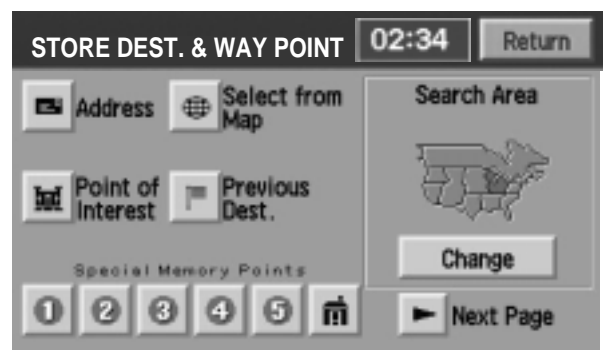 STORE DEST. & WAY POINT 02:34 Return
Address
Select from
Map
Search Area
Point of
Interest
Previous
Dest.
Change
Special Memory Points
1 2 3 4 5
Next Page